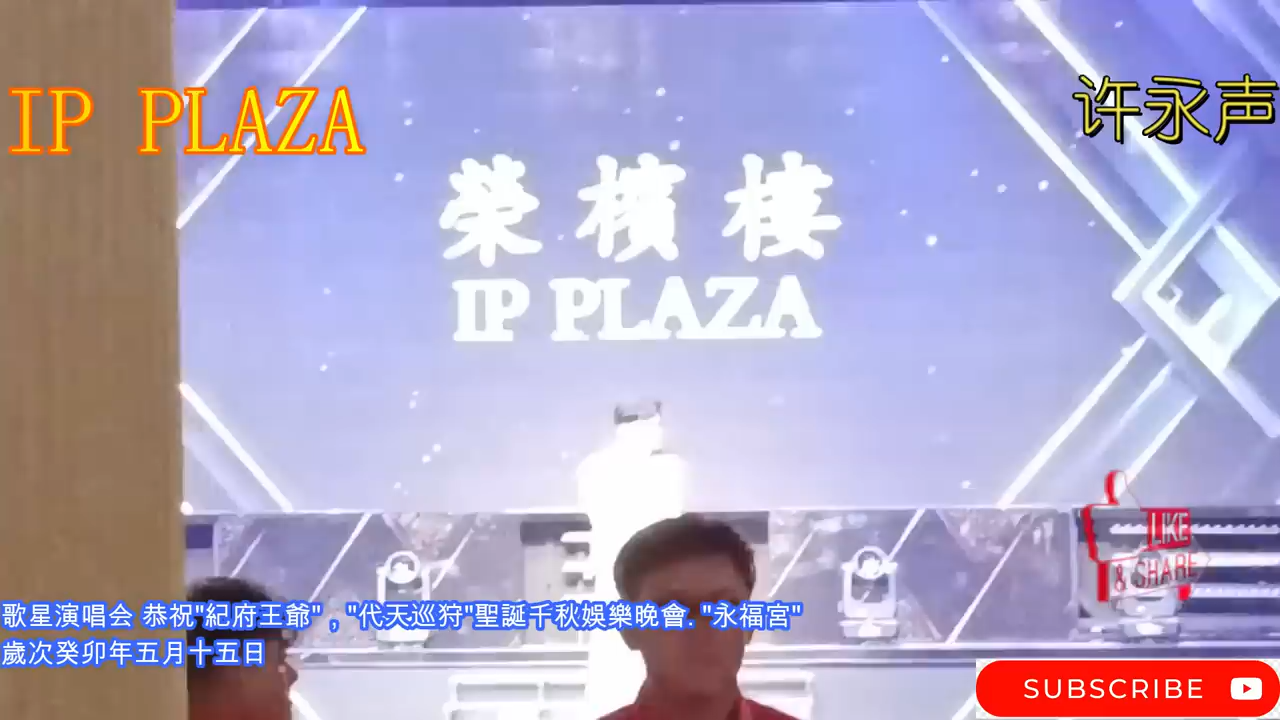 IP PLAZA
许永声
榮檳樓
IP PLAZA
LIKE
& SHARE
歌星演唱会 恭祝"紀府王爺" , "代天巡狩"聖誕千秋娛樂晚會. "永福宮"
歲次癸卯年五月十五日
SUBSCRIBE